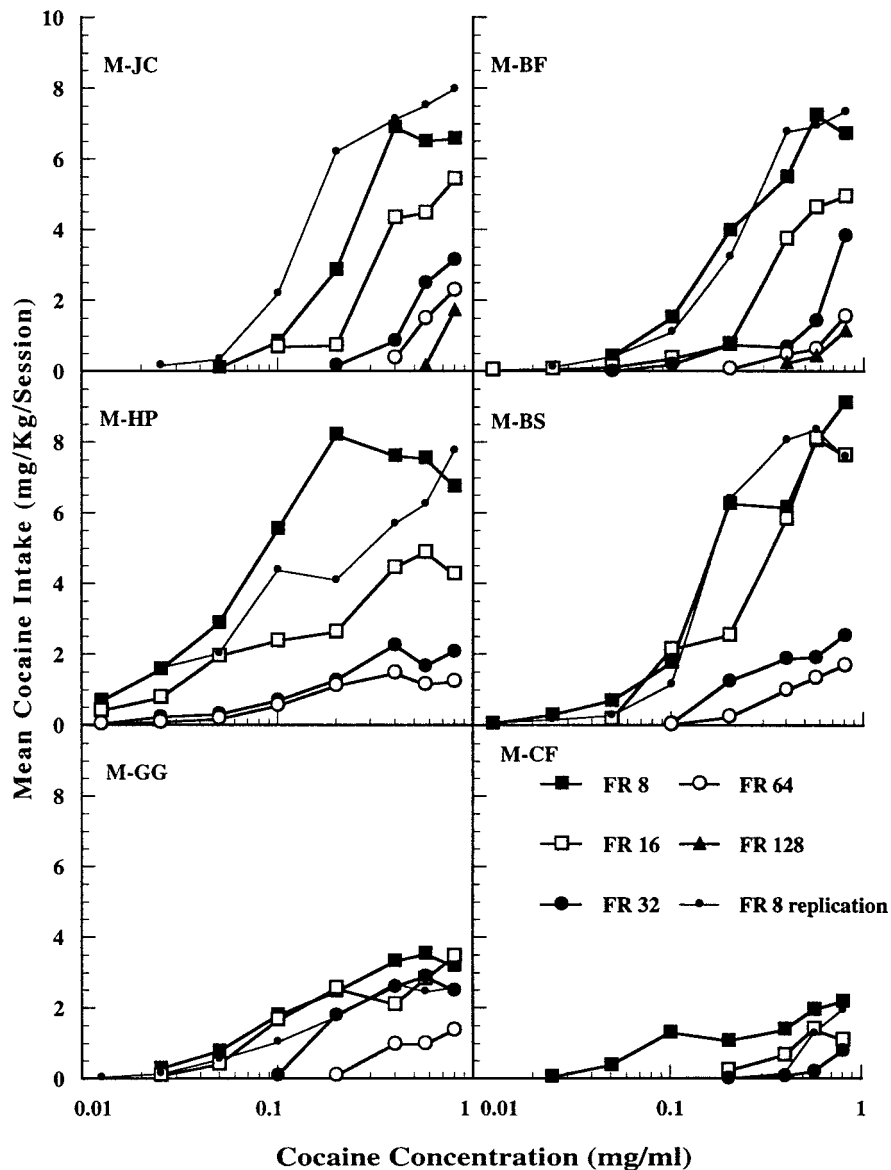 Mean Cocaine Intake (mg/Kg/Session)
10
8
6
4
2
0
M-JC
M-BF
8
6
4
2
0
M-HP
M-BS
8
6
4
2
0
M-GG
M-CF
FR 8
FR 64
FR 16
FR 128
FR 32
FR 8 replication
0.01
0.1
1
0.01
0.1
1
Cocaine Concentration (mg/ml)